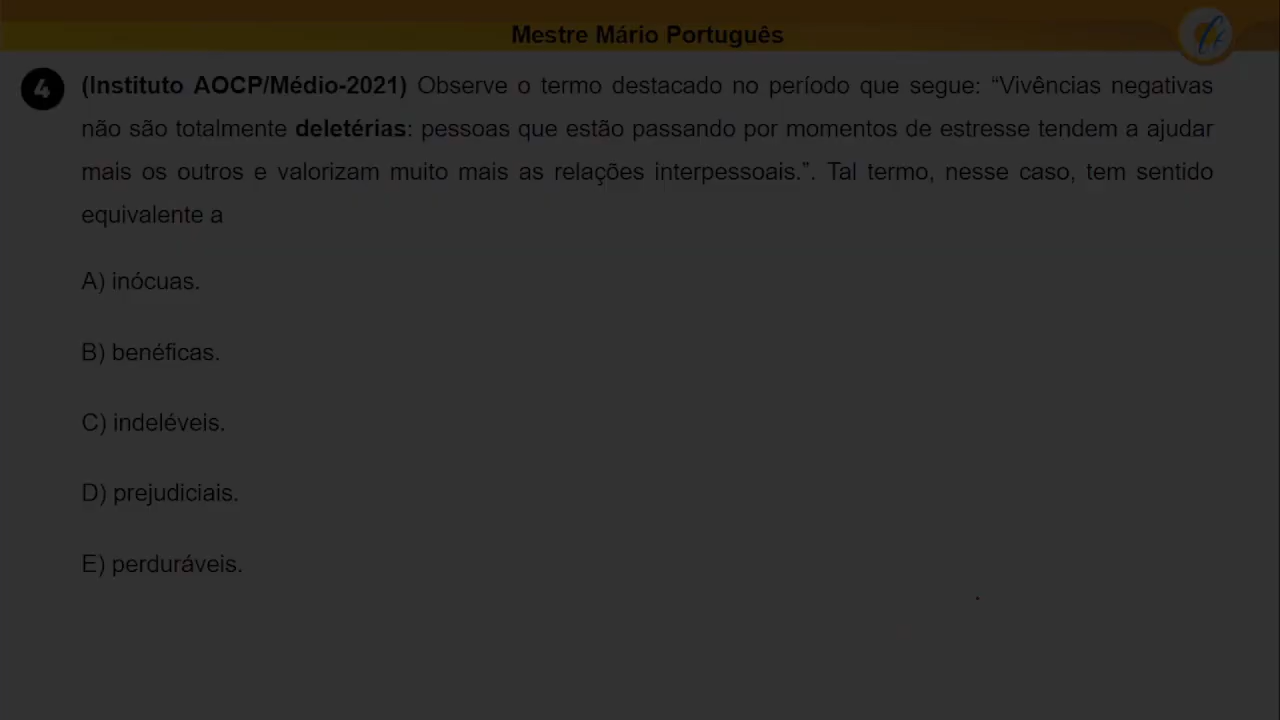 Mestre Mário Português
4 (Instituto AOCP/Médio-2021) Observe o termo destacado no período que segue: “Vivências negativas
não são totalmente deletérias: pessoas que estão passando por momentos de estresse tendem a ajudar
mais os outros e valorizam muito mais as relações interpessoais.”. Tal termo, nesse caso, tem sentido
equivalente a
A) inócuas.
B) benéficas.
C) indeléveis.
D) prejudiciais.
E) perduráveis.